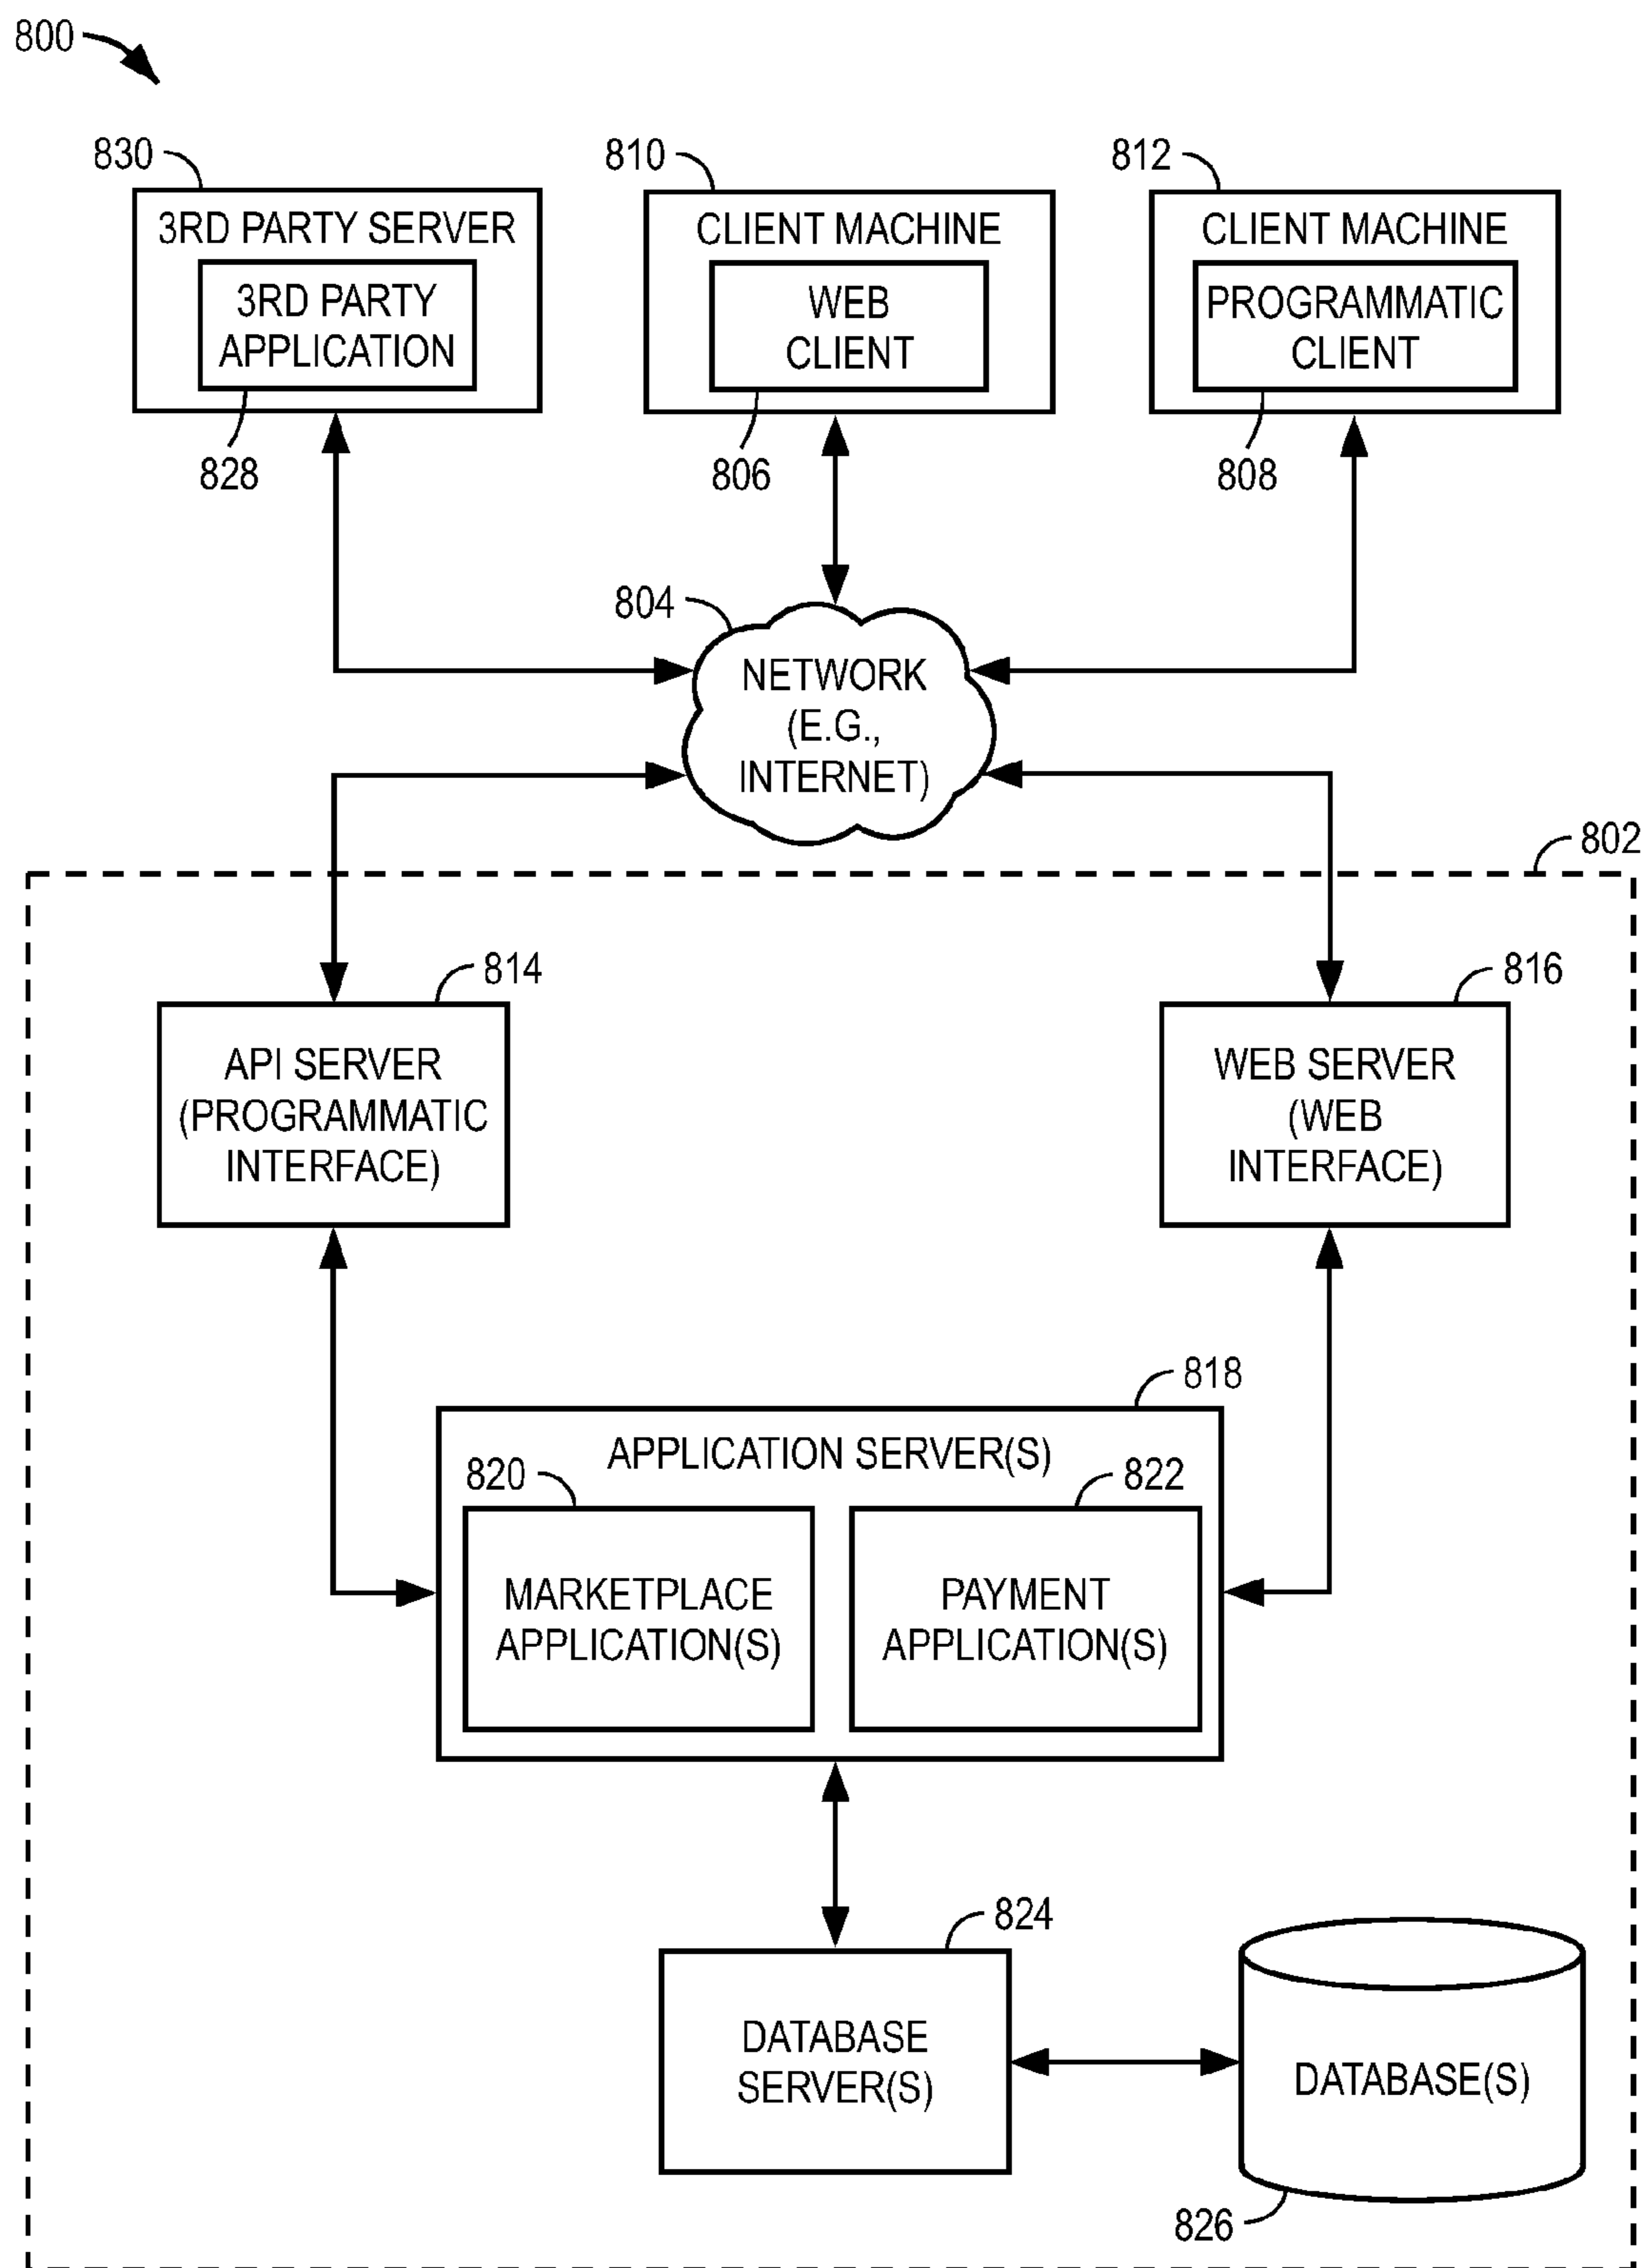 800
830
810
812
3RD PARTY SERVER
3RD PARTY
APPLICATION
828
CLIENT MACHINE
WEB
CLIENT
806
CLIENT MACHINE
PROGRAMMATIC
CLIENT
808
804
NETWORK
(E.G.,
INTERNET)
802
814
API SERVER
(PROGRAMMATIC
INTERFACE)
816
WEB SERVER
(WEB
INTERFACE)
818
APPLICATION SERVER(S)
820
822
MARKETPLACE
APPLICATION(S)
PAYMENT
APPLICATION(S)
824
DATABASE
SERVER(S)
DATABASE(S)
826